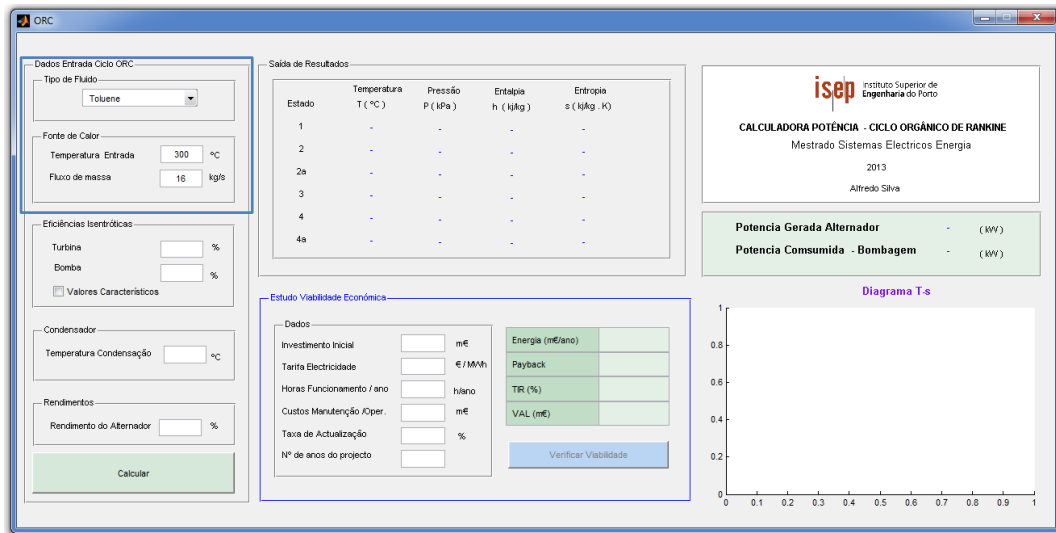 ORC
Dados Entrada Ciclo ORC
Tipo de Fluido
Toluene
Fonte de Calor
Temperatura Entrada 300 ºC
Fluxo de massa 16 kg/s
Eficiências Isentróticas
Turbina %
Bomba %
Valores Característicos
Condensador
Temperatura Condensação ºC
Rendimentos
Rendimento do Alternador %
Calcular
Saída de Resultados
Temperatura Pressão Entalpia Entropia
Estado T ( ºC ) P ( kPa ) h ( kj/kg ) s ( kj/kg . K)
1 - - - -
2 - - - -
2a - - - -
3 - - - -
4 - - - -
4a - - - -
Estudo Viabilidade Económica
Dados
Investimento Inicial m€
Tarifa Electricidade € / MWh
Horas Funcionamento / ano h/ano
Custos Manutenção /Oper. m€
Taxa de Actualização %
Nº de anos do projecto
Energia (m€/ano)
Payback
TIR (%)
VAL (m€)
Verificar Viabilidade
isep Instituto Superior de
Engenharia do Porto
CALCULADORA POTÊNCIA - CICLO ORGÂNICO DE RANKINE
Mestrado Sistemas Electricos Energia
2013
Alfredo Silva
Potencia Gerada Alternador - ( kW )
Potencia Comsumida - Bombagem - ( kW )
Diagrama T-s
1
0.8
0.6
0.4
0.2
0
0 0.1 0.2 0.3 0.4 0.5 0.6 0.7 0.8 0.9 1